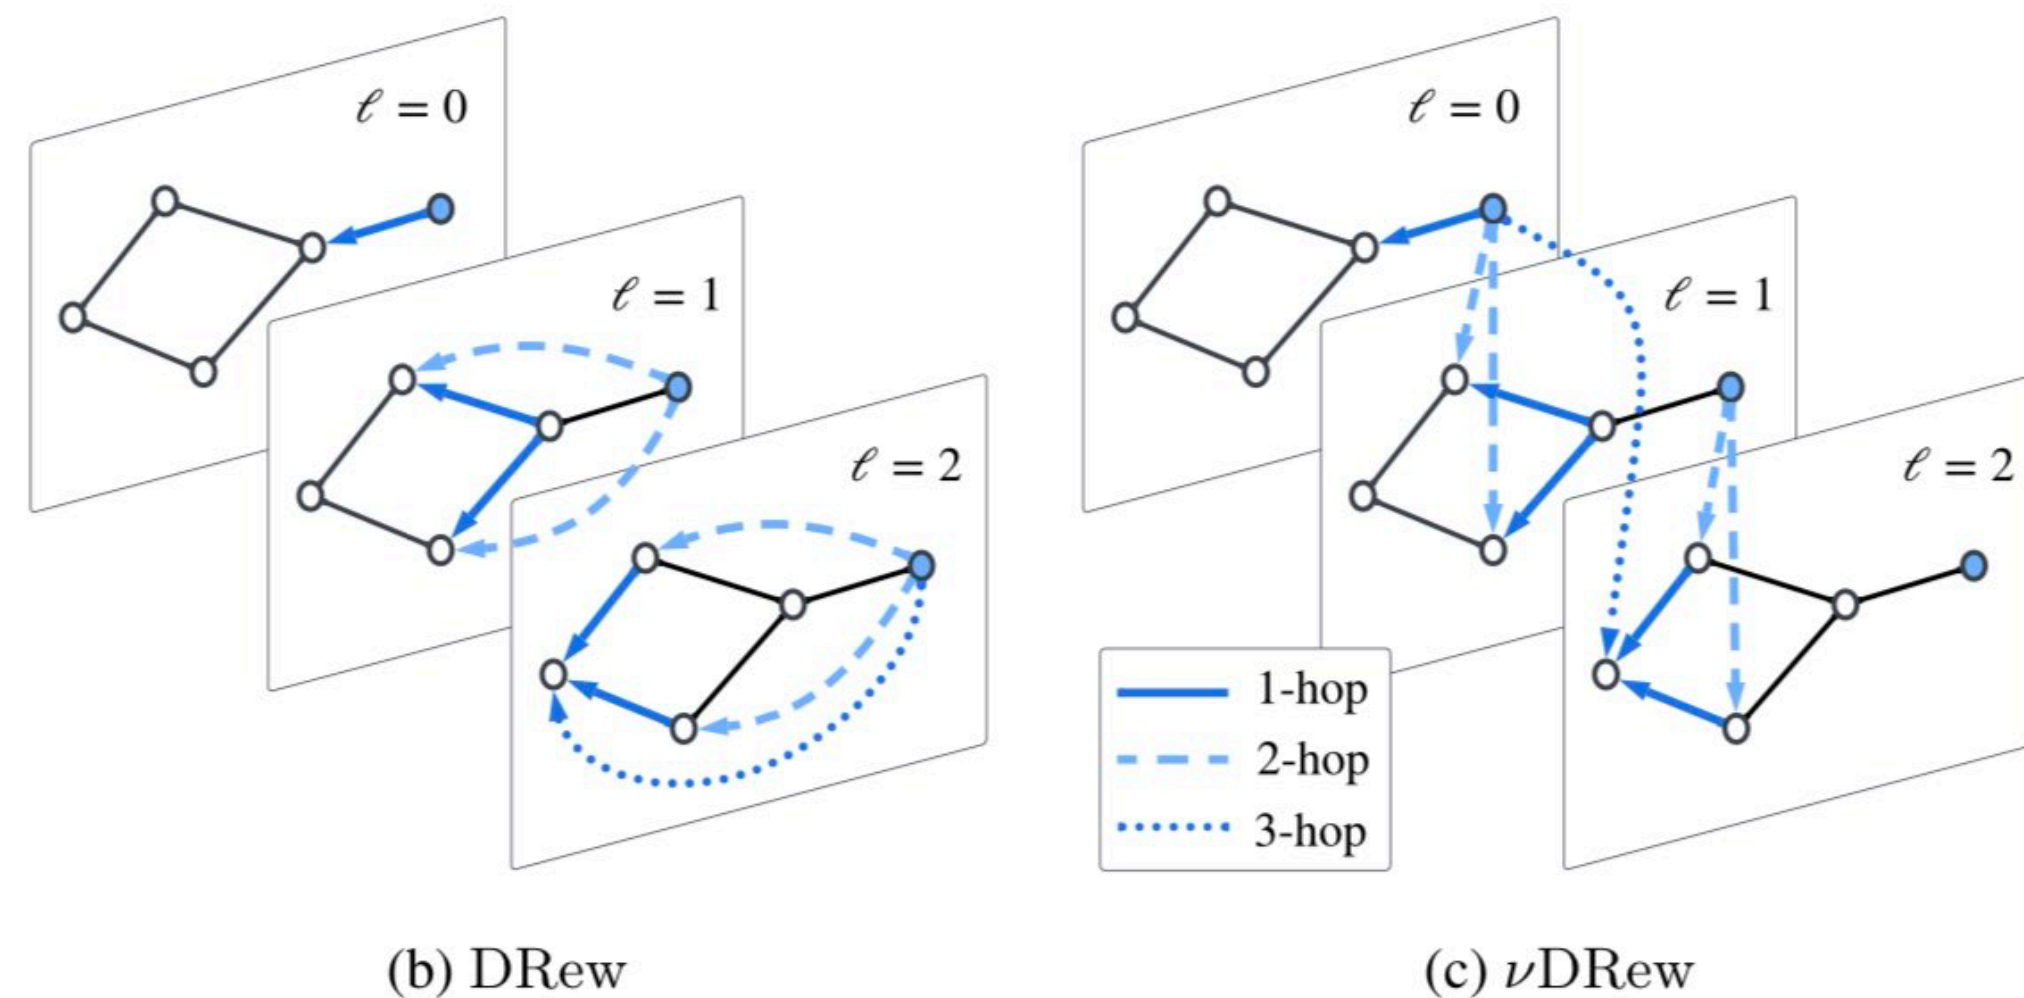 ℓ = 0
ℓ = 1
ℓ = 2
(b) DRew
ℓ = 0
ℓ = 1
ℓ = 2
1-hop
2-hop
3-hop
(c) νDRew